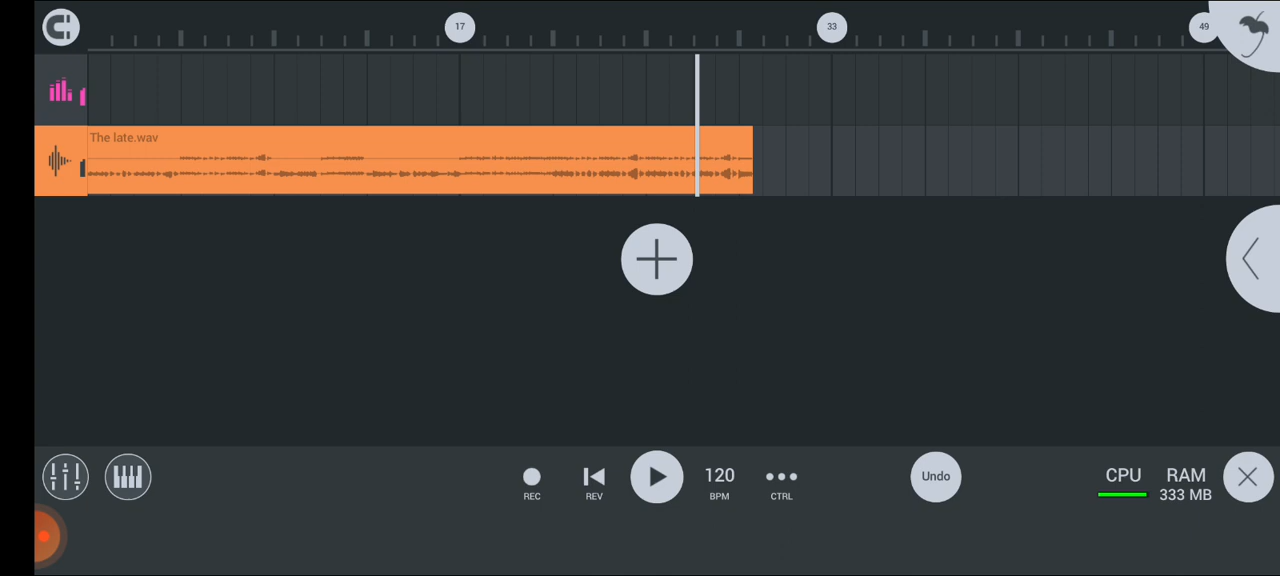 17
33
49
The late.wav
REC
REV
120
BPM
CTRL
Undo
CPU
RAM
333 MB